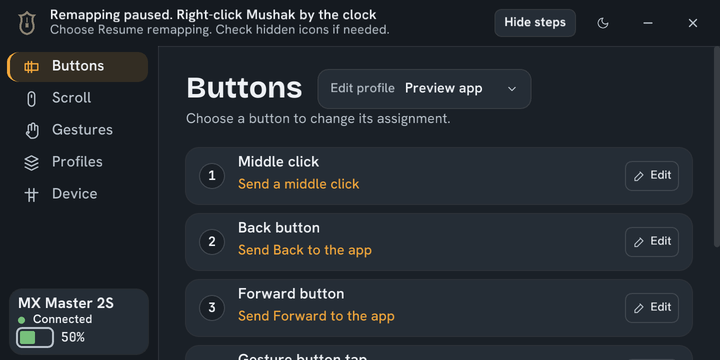 Remapping paused. Right-click Mushak by the clock
Choose Resume remapping. Check hidden icons if needed.
Hide steps
Buttons
Scroll
Gestures
Profiles
Device
MX Master 2S
Connected
50%
Buttons
Edit profile Preview app
Choose a button to change its assignment.
1
Middle click
Send a middle click
Edit
2
Back button
Send Back to the app
Edit
3
Forward button
Send Forward to the app
Edit
Gesture button tap